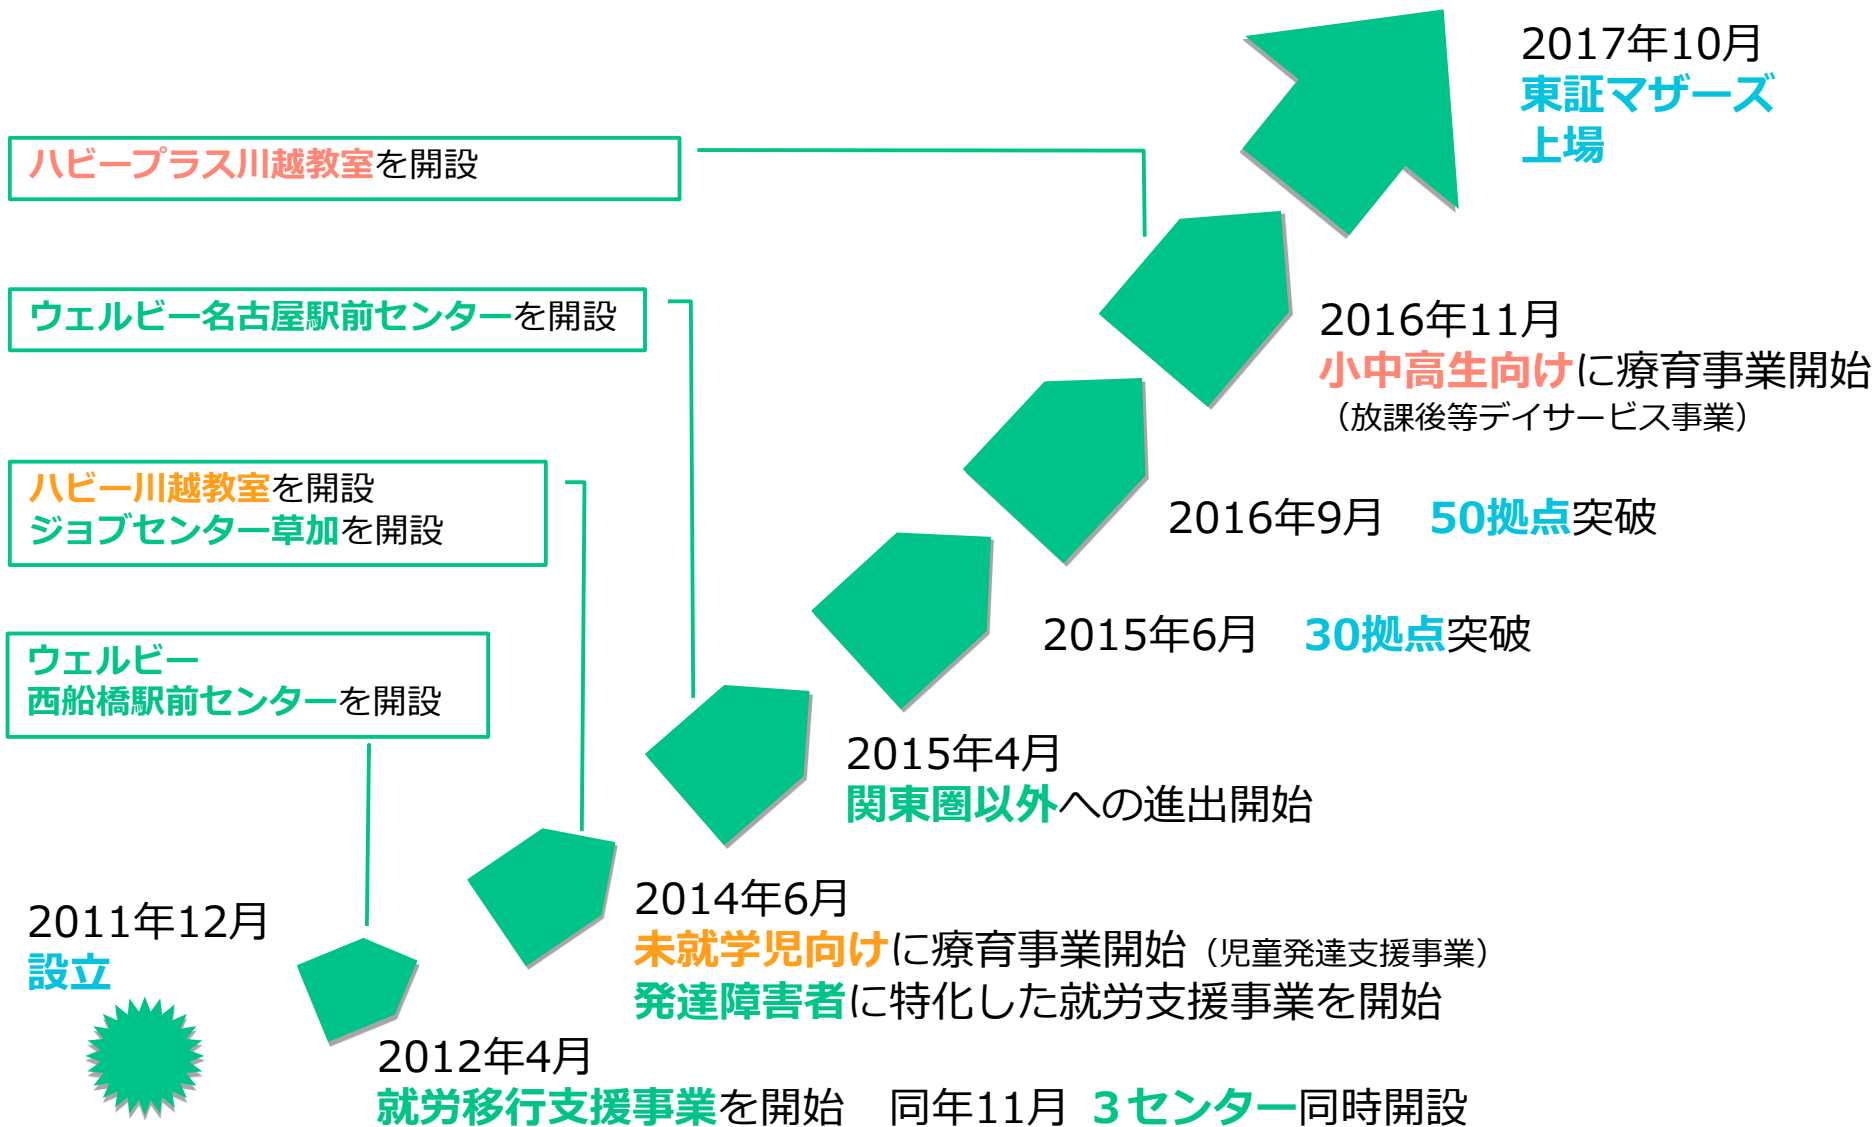 2017年10月
東証マザーズ
上場
ハビープラス川越教室を開設
ウェルビー名古屋駅前センターを開設
2016年11月
小中高生向けに療育事業開始
（放課後等デイサービス事業）
ハビー川越教室を開設
ジョブセンター草加を開設
2016年9月　50拠点突破
2015年6月　30拠点突破
ウェルビー
西船橋駅前センターを開設
2015年4月
関東圏以外への進出開始
2014年6月
未就学児向けに療育事業開始（児童発達支援事業）
発達障害者に特化した就労支援事業を開始
2011年12月
設立
2012年4月
就労移行支援事業を開始　同年11月 ３センター同時開設